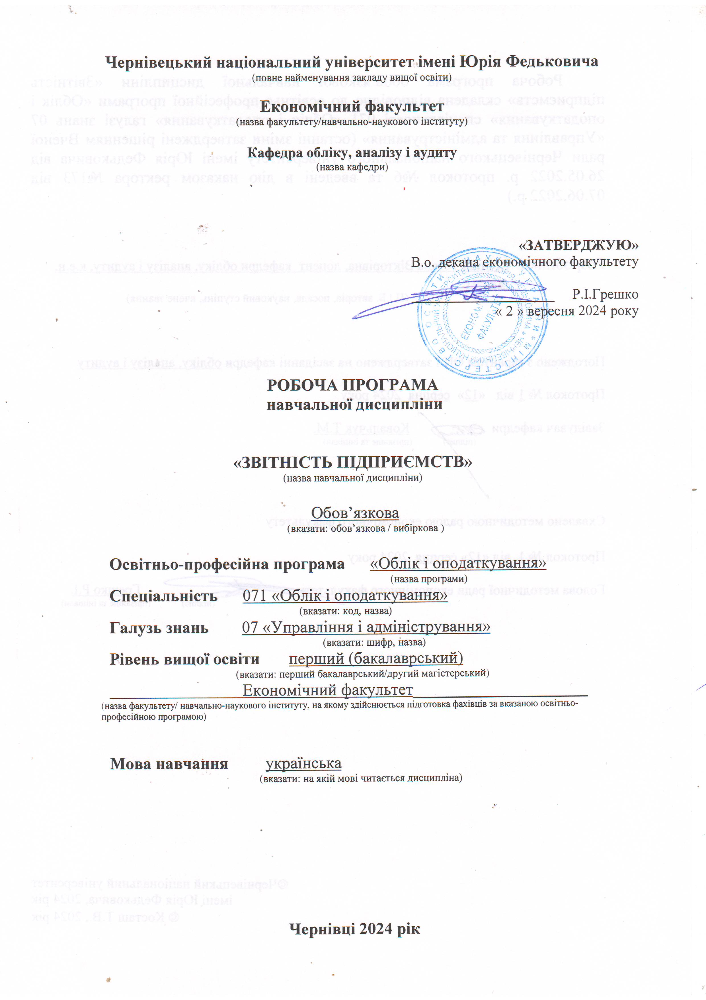 Чернівецький національний університет імені Юрія Федьковича
(повне найменування закладу вищої освіти)
Економічний факультет
(назва факультету/навчально-наукового інституту)
Кафедра обліку, аналізу і аудиту
(назва кафедри)
«ЗАТВЕРДЖУЮ»
В.о. декана економічного факультету
Р.І.Грешко
« 2 » вересня 2024 року
ЕКОНОМІЧНИЙ
ФАКУЛЬТЕТ
РОБОЧА ПРОГРАМА
навчальної дисципліни
«ЗВІТНІСТЬ ПІДПРИЄМСТВ»
(назва навчальної дисципліни)
Обов’язкова
(вказати: обов’язкова / вибіркова )
Освітньо-професійна програма «Облік і оподаткування»
(назва програми)
Спеціальність 071 «Облік і оподаткування»
(вказати: код, назва)
Галузь знань 07 «Управління і адміністрування»
(вказати: шифр, назва)
Рівень вищої освіти перший (бакалаврський)
(вказати: перший бакалаврський/другий магістерський)
Економічний факультет
(назва факультету/ навчально-наукового інституту, на якому здійснюється підготовка фахівців за вказаною освітньо-
професійною програмою)
Мова навчання українська
(вказати: на якій мові читається дисципліна)
Чернівці 2024 рік